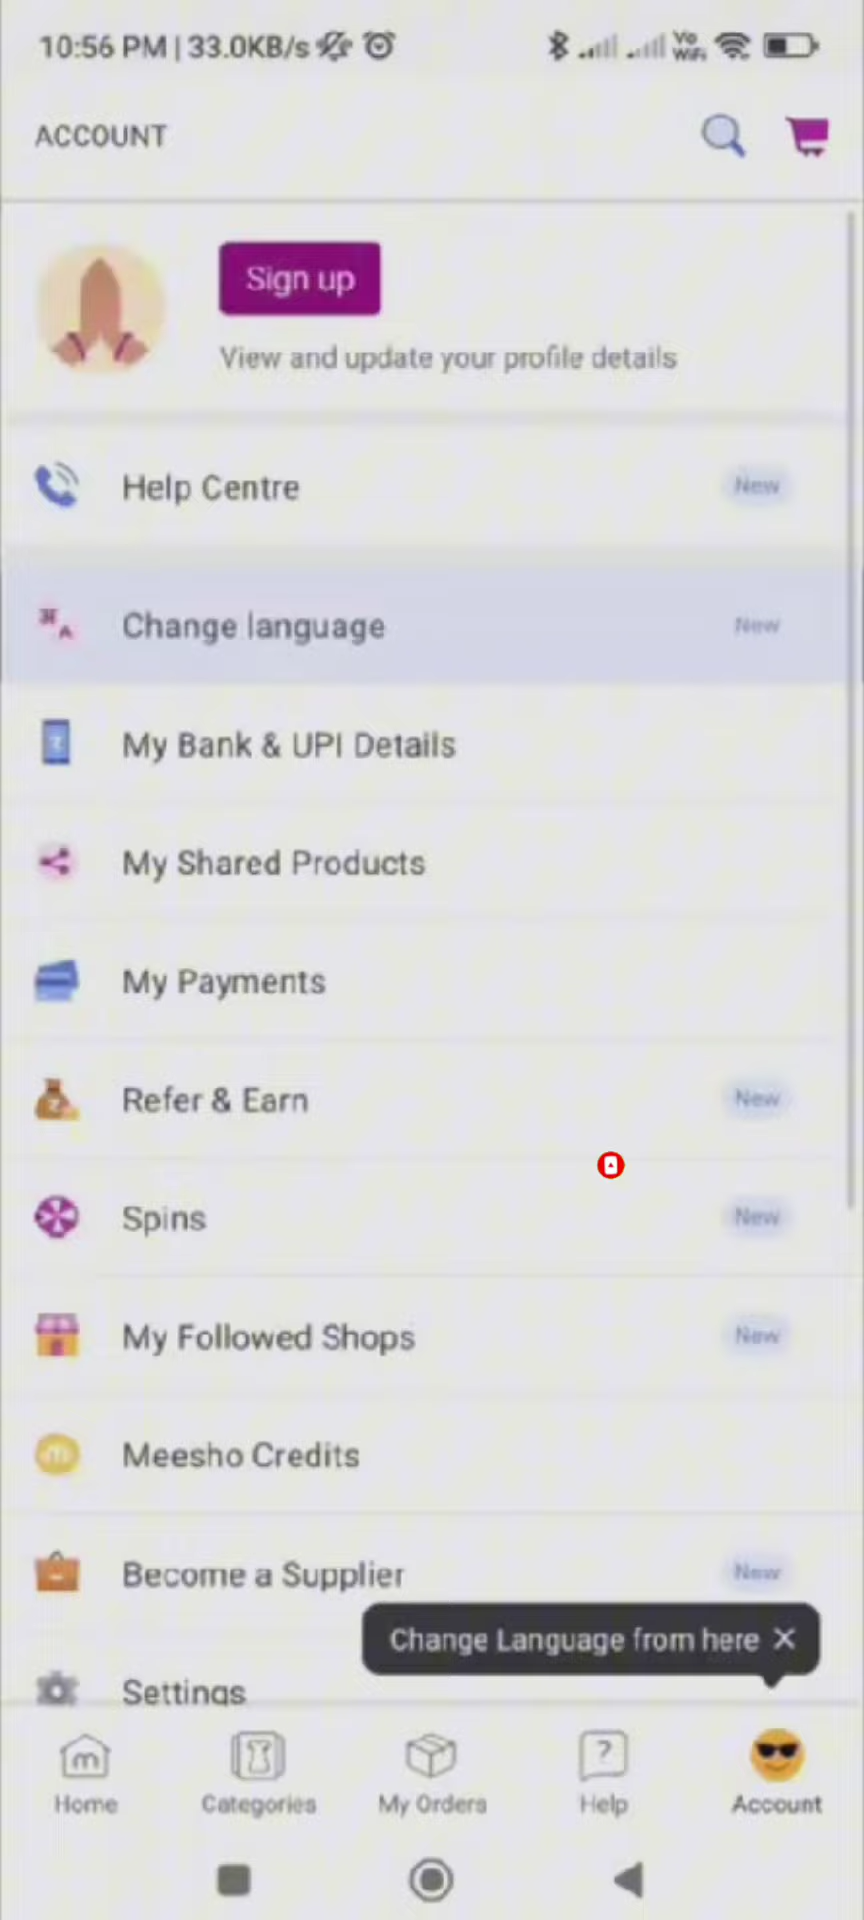 10:56 PM | 33.0KB/s
Vo
WiFi
ACCOUNT
Sign up
View and update your profile details
Help Centre
New
Change language
New
My Bank & UPI Details
My Shared Products
My Payments
Refer & Earn
New
Spins
New
My Followed Shops
New
Meesho Credits
Become a Supplier
New
Change Language from here ×
Settings
Home
Categories
My Orders
Help
Account